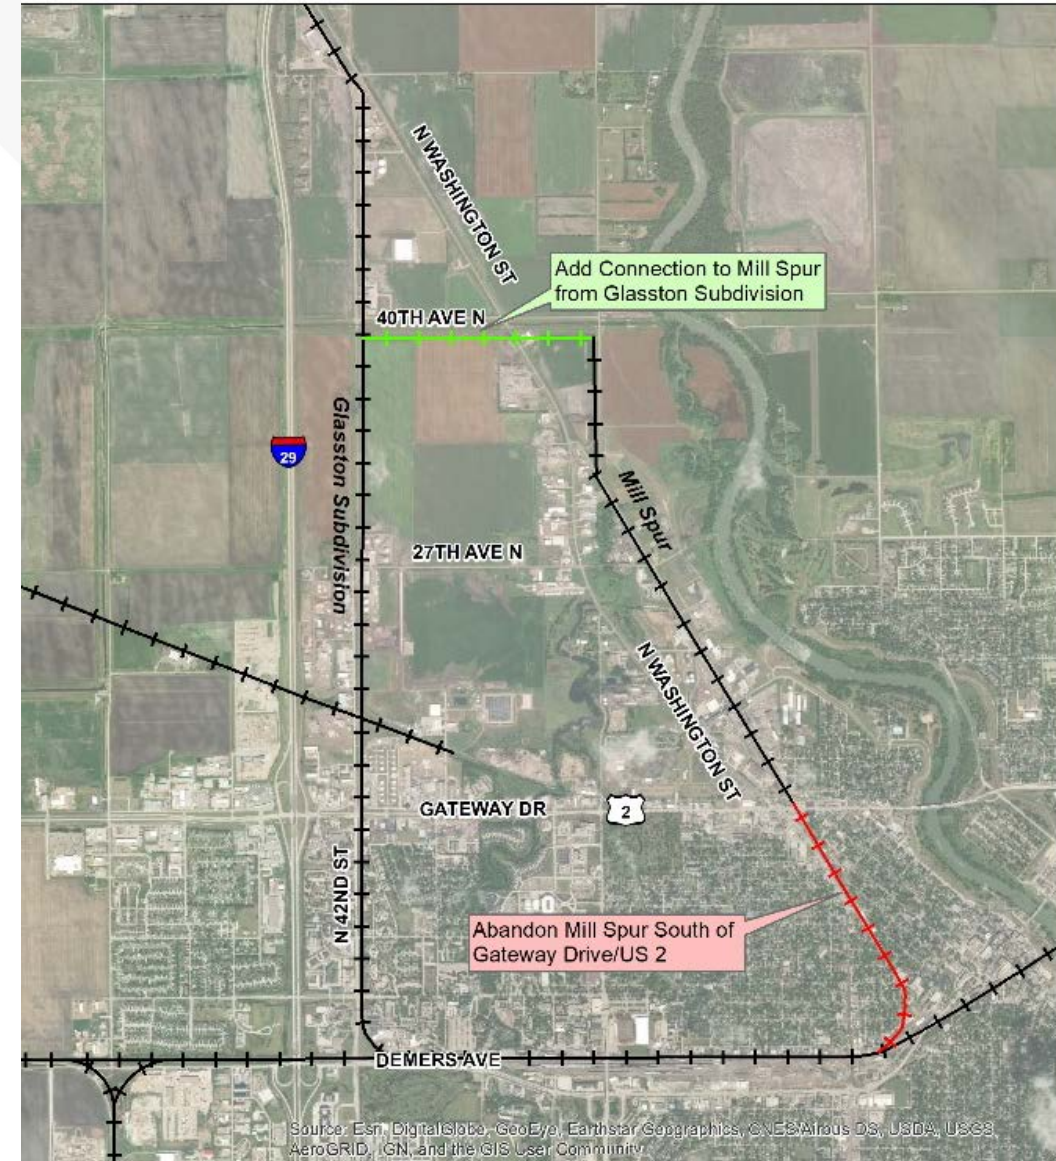 N WASHINGTON ST
Add Connection to Mill Spur
from Glasston Subdivision
40TH AVE N
Glasston Subdivision
29
Mill Spur
27TH AVE N
N WASHINGTON ST
GATEWAY DR
2
N 42ND ST
Abandon Mill Spur South of
Gateway Drive/US 2
DEMERS AVE
Source: Esri, DigitalGlobe, GeoEye, Earthstar Geographics, CNES/Airbus DS, USDA, USGS,
AeroGRID, IGN, and the GIS User Community